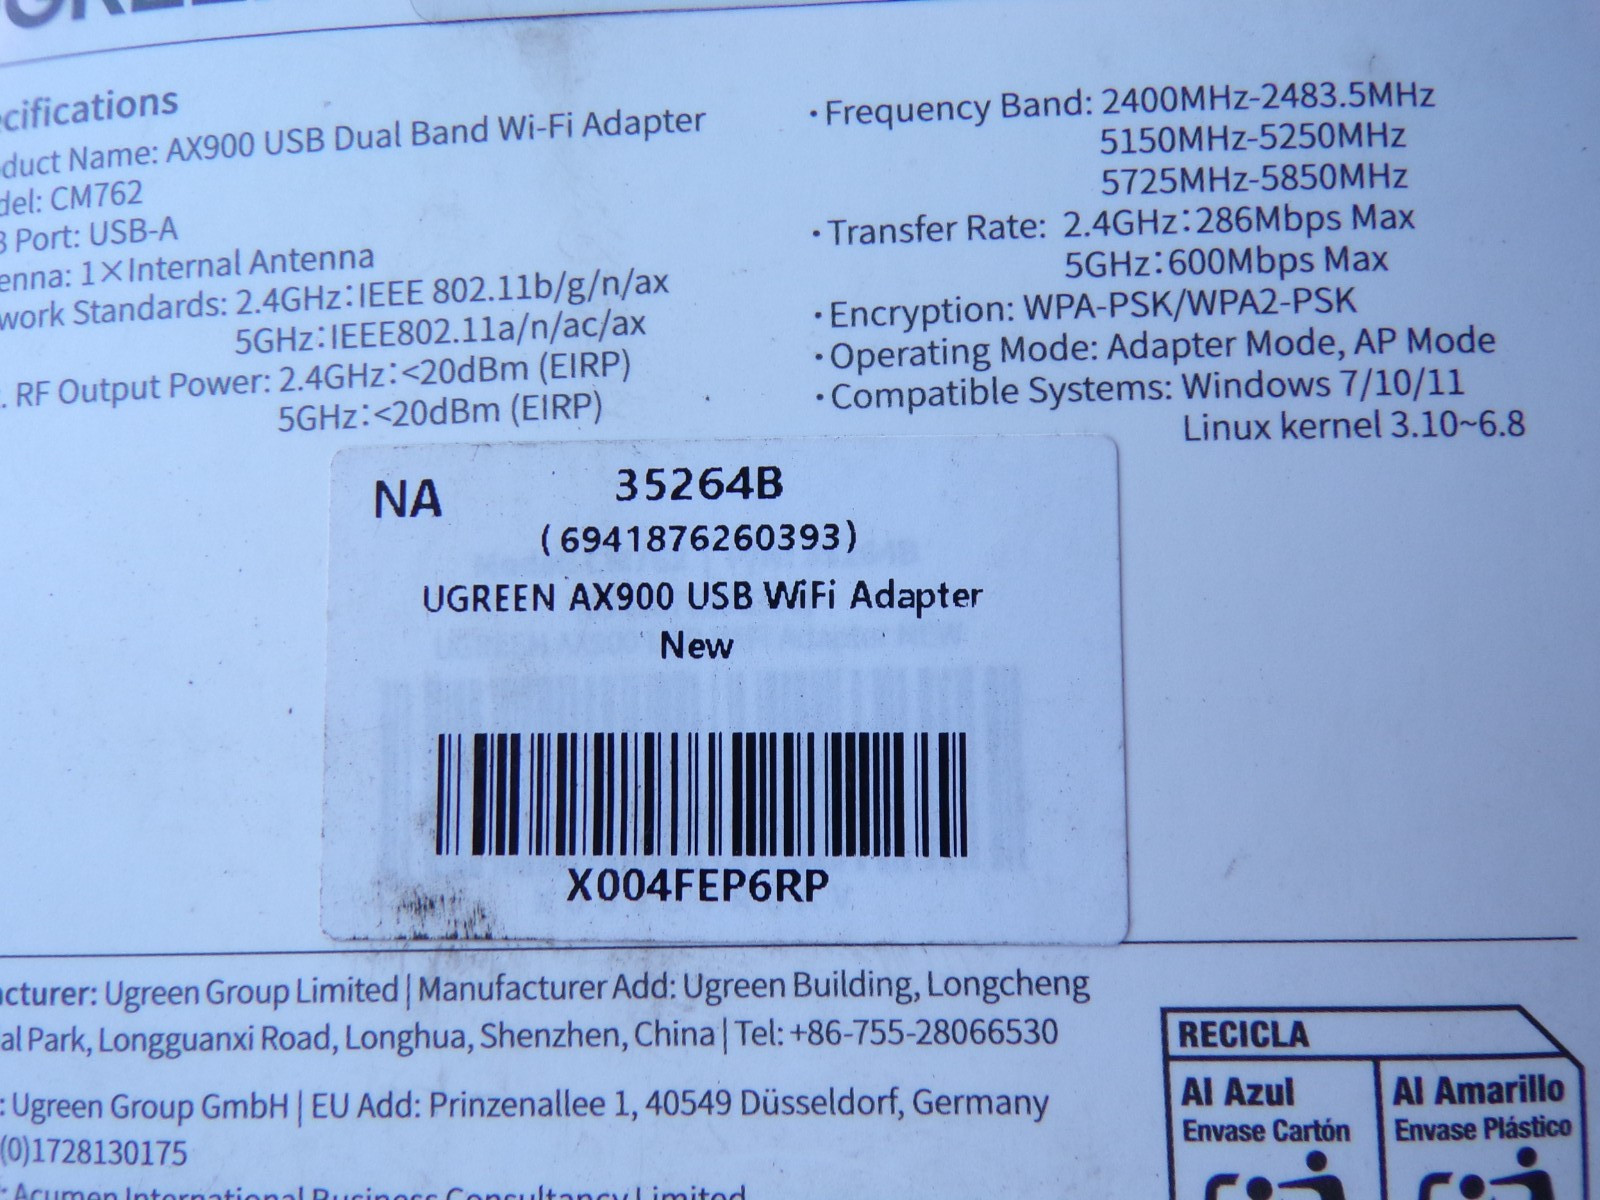 GREEN
cifications
duct Name: AX900 USB Dual Band Wi-Fi Adapter
del: CM762
B Port: USB-A
enna: 1×Internal Antenna
work Standards: 2.4GHz:IEEE 802.11b/g/n/ax
5GHz:IEEE802.11a/n/ac/ax
. RF Output Power: 2.4GHz:<20dBm (EIRP)
5GHz:<20dBm (EIRP)
·Frequency Band: 2400MHz-2483.5MHz
5150MHz-5250MHz
5725MHz-5850MHz
·Transfer Rate: 2.4GHz:286Mbps Max
5GHz:600Mbps Max
·Encryption: WPA-PSK/WPA2-PSK
·Operating Mode: Adapter Mode, AP Mode
·Compatible Systems: Windows 7/10/11
Linux kernel 3.10~6.8
NA
35264B
(6941876260393)
UGREEN AX900 USB WiFi Adapter
New
X004FEP6RP
cturer: Ugreen Group Limited | Manufacturer Add: Ugreen Building, Longcheng
al Park, Longguanxi Road, Longhua, Shenzhen, China | Tel: +86-755-28066530
: Ugreen Group GmbH | EU Add: Prinzenallee 1, 40549 Düsseldorf, Germany
(0)1728130175
: Acumen International Business Consultancy Limited
RECICLA
Al Azul
Envase Cartón
Al Amarillo
Envase Plástico